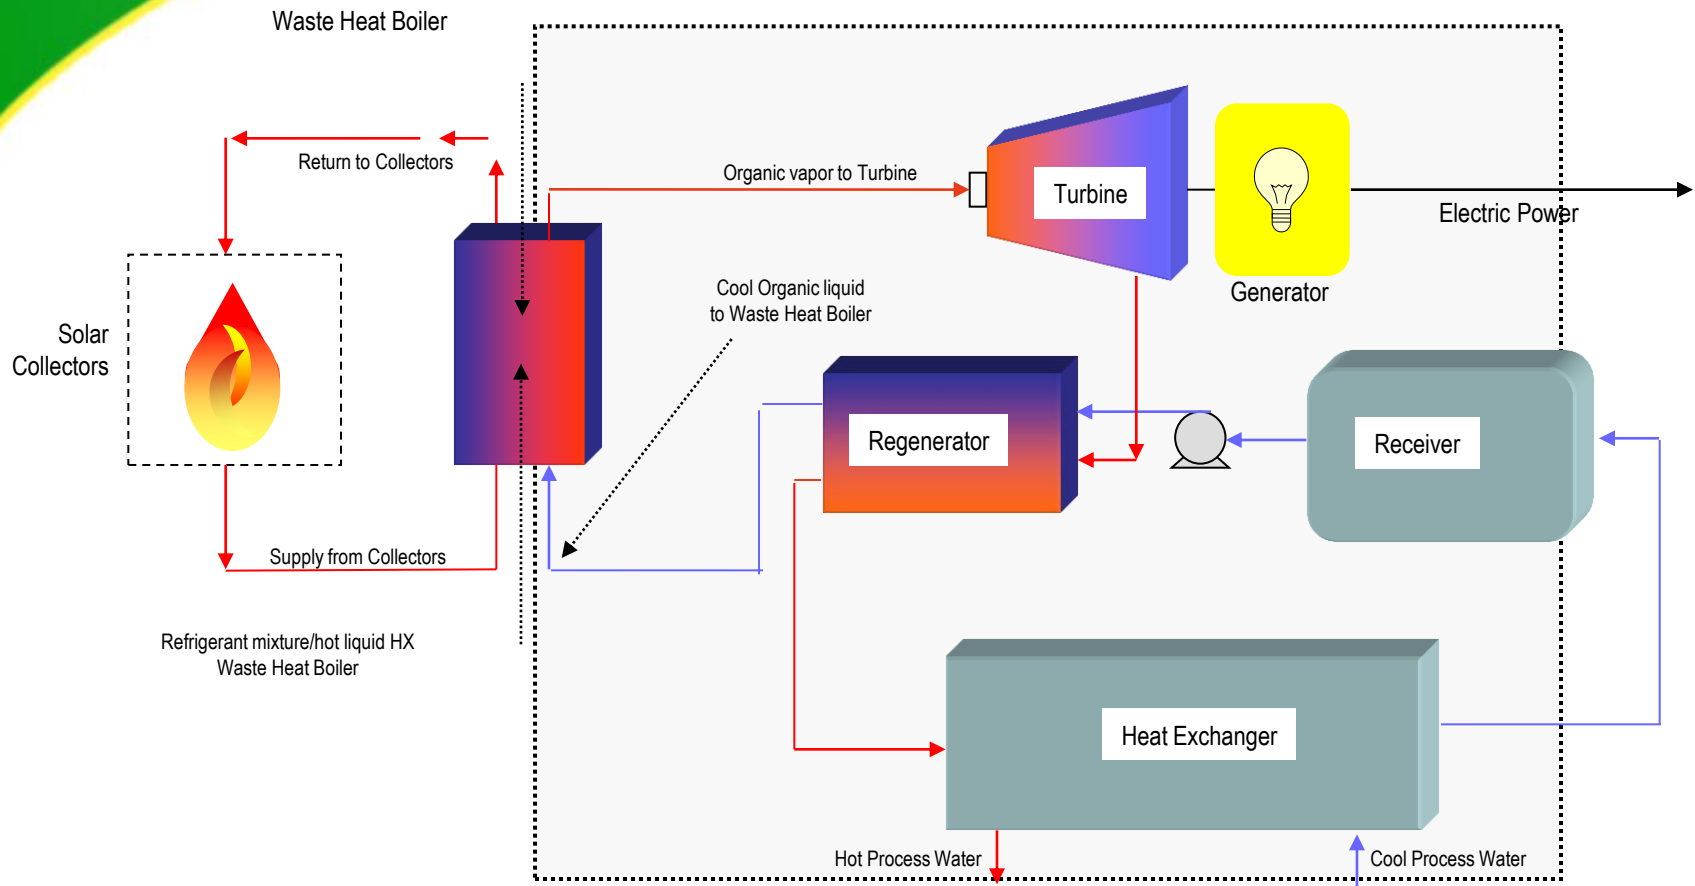 Waste Heat Boiler
Return to Collectors
Organic vapor to Turbine
Turbine
Electric Power
Generator
Cool Organic liquid
to Waste Heat Boiler
Solar
Collectors
Regenerator
Receiver
Supply from Collectors
Refrigerant mixture/hot liquid HX
Waste Heat Boiler
Heat Exchanger
Hot Process Water
Cool Process Water